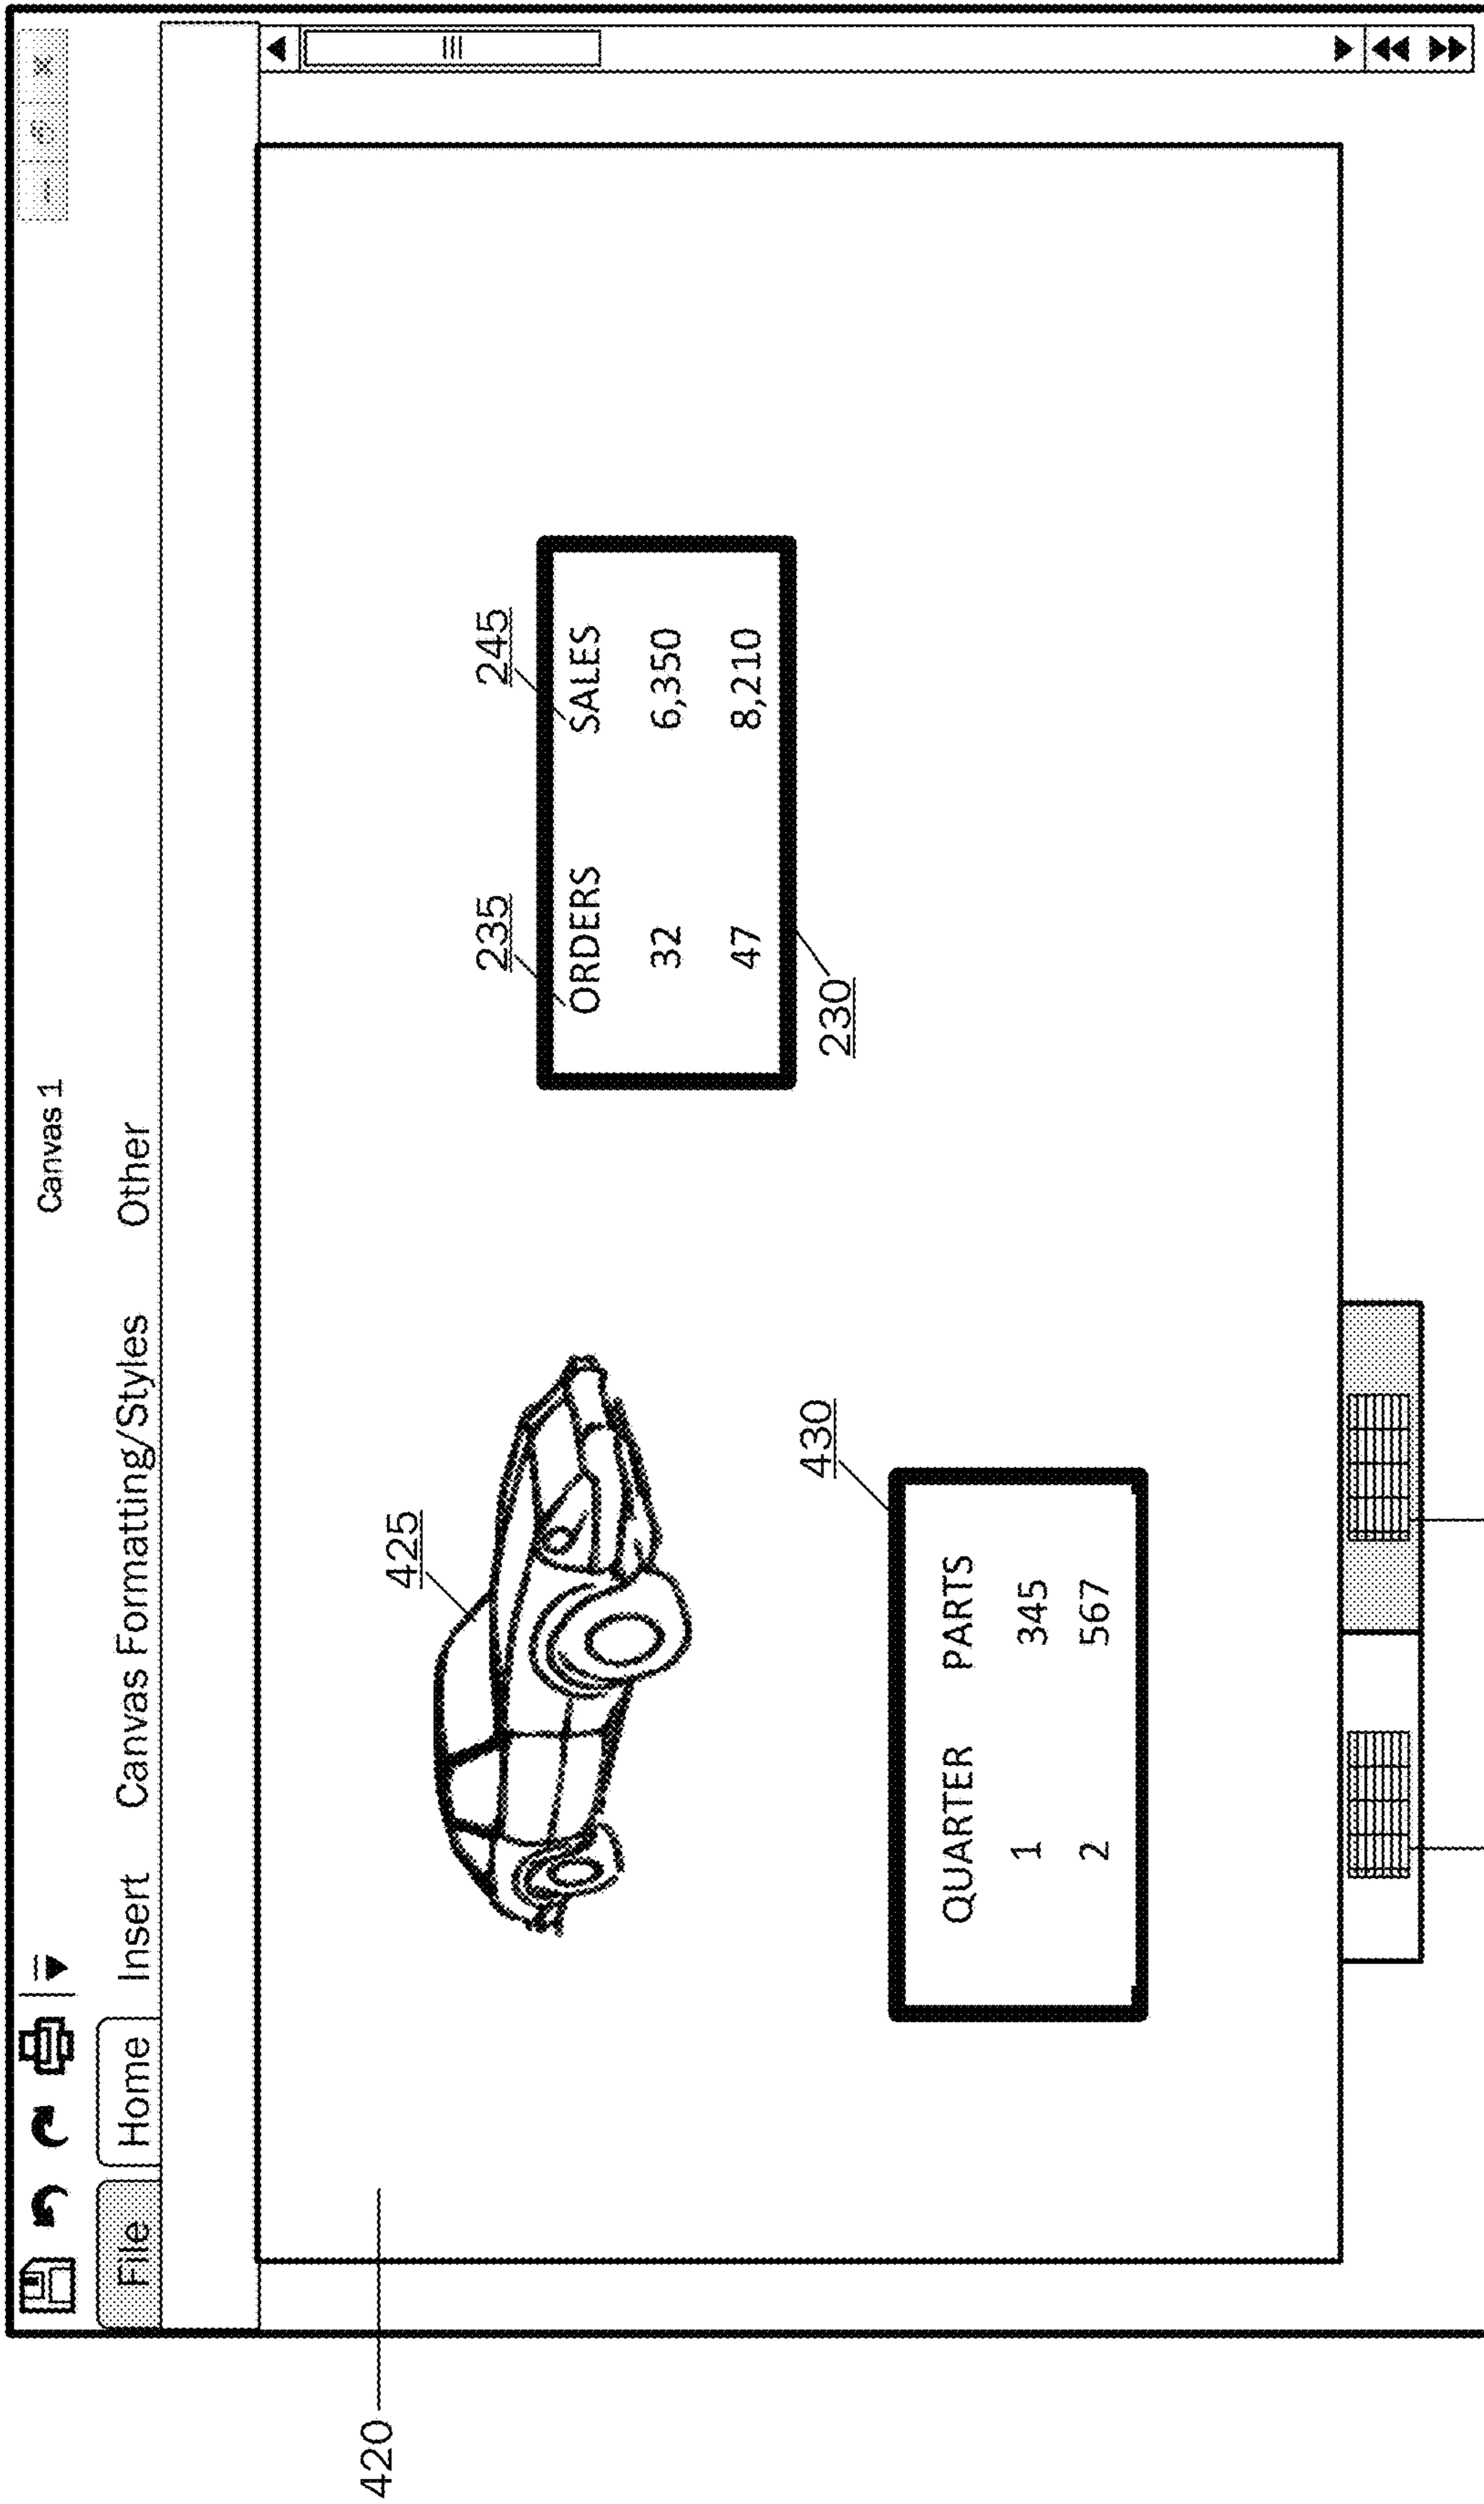 Canvas 1
File Home Insert Canvas Formatting/Styles Other
420
425
235 245
ORDERS SALES
32 6,350
47 8,210
230
430
QUARTER PARTS
1 345
2 567